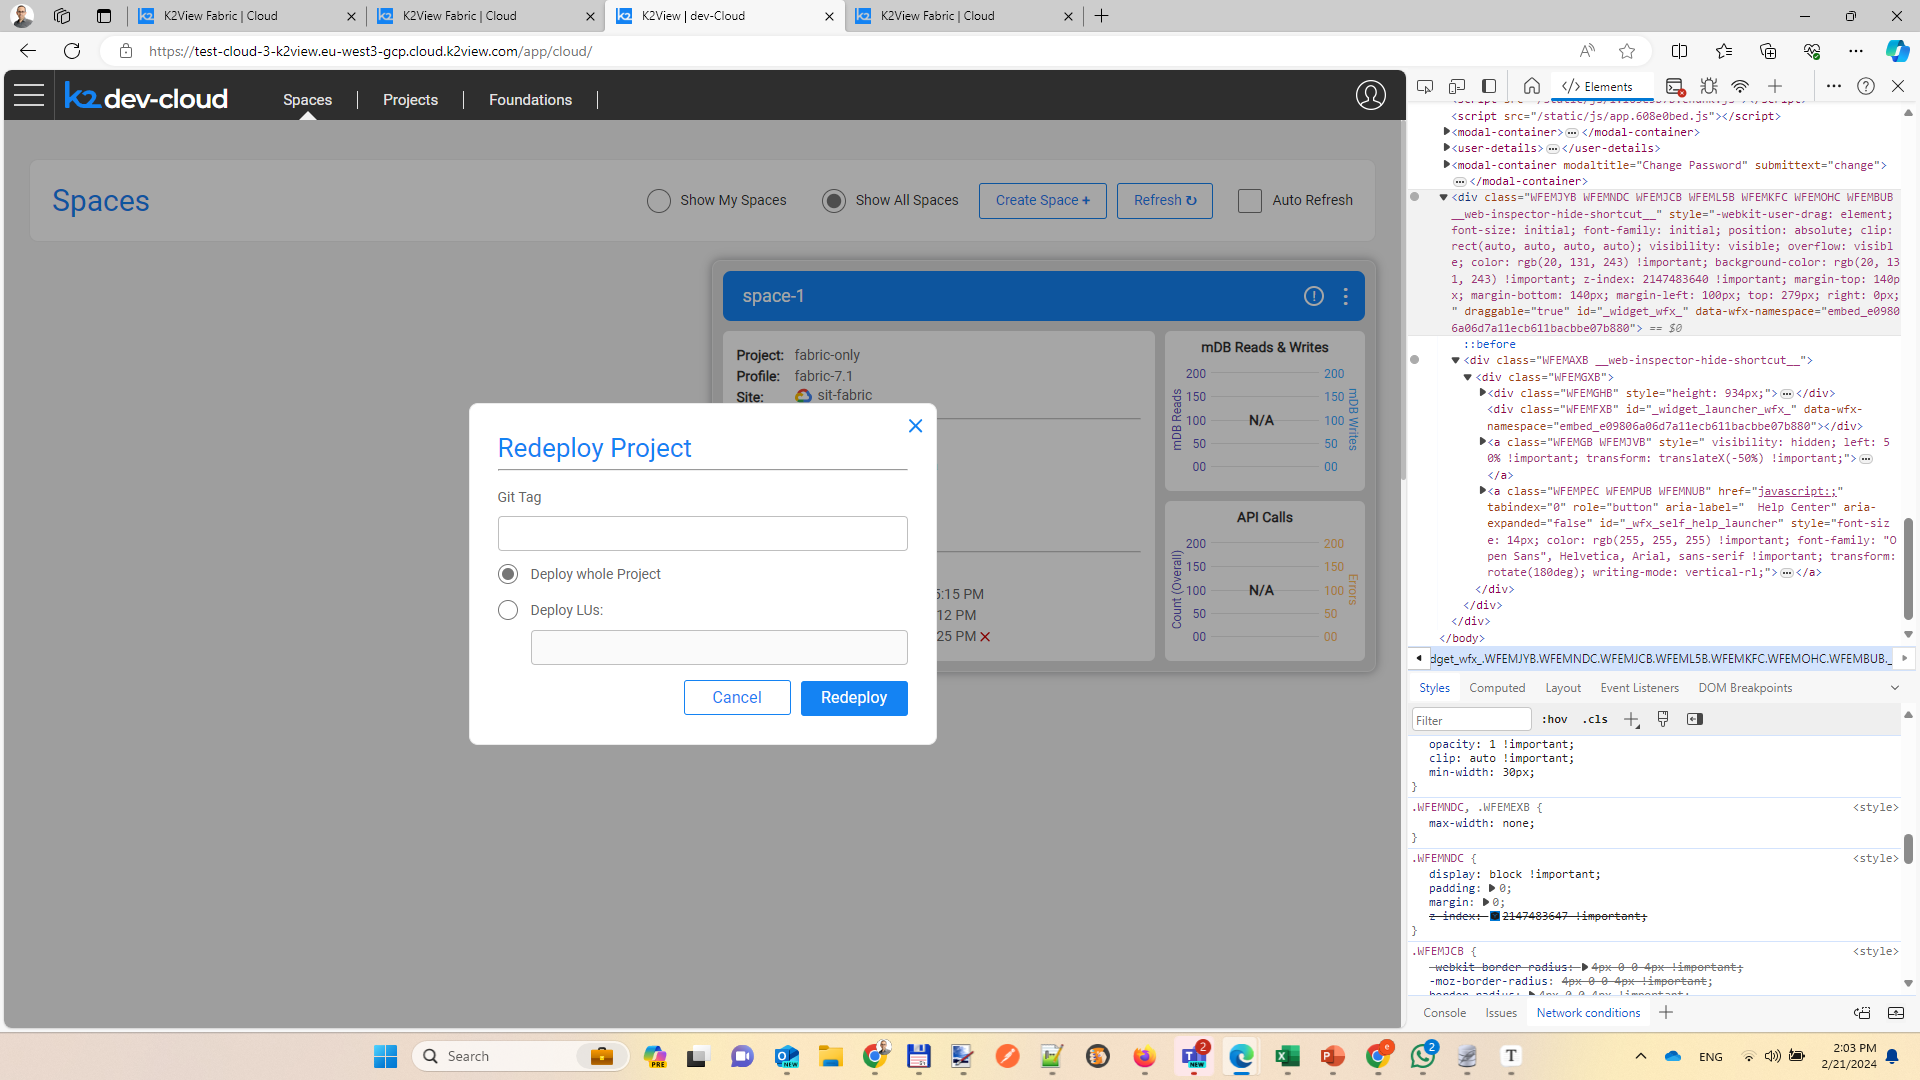 K2View Fabric | Cloud
K2View Fabric | Cloud
K2View | dev-Cloud
K2View Fabric | Cloud
https://test-cloud-3-k2view.eu-west3-gcp.cloud.k2view.com/app/cloud/
k2 dev-cloud
Spaces
Projects
Foundations
Spaces
Show My Spaces
Show All Spaces
Create Space +
Refresh ↻
Auto Refresh
space-1
Project: fabric-only
Profile: fabric-7.1
Site: sit-fabric
mDB Reads & Writes
200 200
150 150
100 N/A 100
50 50
00 00
mDB Reads
mDB Writes
API Calls
200 200
150 150
100 N/A 100
50 50
00 00
Count (Overall)
Errors
5:15 PM
12 PM
25 PM
Redeploy Project
Git Tag
Deploy whole Project
Deploy LUs:
Cancel
Redeploy
Elements
<script src="/static/js/app.608e0bed.js"></script>
<modal-container>⋯</modal-container>
<user-details>⋯</user-details>
<modal-container modaltitle="Change Password" submittext="change">
⋯</modal-container>
<div class="WFEMJYB WFEMNDC WFEMJCB WFEML5B WFEMKFC WFEMOHC WFEMBUB
__web-inspector-hide-shortcut__" style="-webkit-user-drag: element;
font-size: initial; font-family: initial; position: absolute; clip:
rect(auto, auto, auto, auto); visibility: visible; overflow: visibl
e; color: rgb(20, 131, 243) !important; background-color: rgb(20, 13
1, 243) !important; z-index: 2147483640 !important; margin-top: 140p
x; margin-bottom: 140px; margin-left: 100px; top: 279px; right: 0px;
" draggable="true" id="_widget_wfx_" data-wfx-namespace="embed_e0980
6a06d7a11ecb611bacbbe07b880"> == $0
::before
<div class="WFEMAXB __web-inspector-hide-shortcut__">
<div class="WFEMGXB">
<div class="WFEMGHB" style="height: 934px;">⋯</div>
<div class="WFEMFXB" id="_widget_launcher_wfx_" data-wfx-
namespace="embed_e09806a06d7a11ecb611bacbbe07b880"></div>
<a class="WFEMGB WFEMJVB" style=" visibility: hidden; left: 5
0% !important; transform: translateX(-50%) !important;">⋯
</a>
<a class="WFEMPEC WFEMPUB WFEMNUB" href="javascript:;"
tabindex="0" role="button" aria-label="  Help Center" aria-
expanded="false" id="_wfx_self_help_launcher" style="font-siz
e: 14px; color: rgb(255, 255, 255) !important; font-family: "O
pen Sans", Helvetica, Arial, sans-serif !important; transform:
rotate(180deg); writing-mode: vertical-rl;">⋯</a>
</div>
</div>
</div>
</body>
dget_wfx_.WFEMJYB.WFEMNDC.WFEMJCB.WFEML5B.WFEMKFC.WFEMOHC.WFEMBUB._
Styles
Computed
Layout
Event Listeners
DOM Breakpoints
Filter
:hov .cls
opacity: 1 !important;
clip: auto !important;
min-width: 30px;
}
.WFEMNDC, .WFEMEXB {
<style>
max-width: none;
}
.WFEMNDC {
<style>
display: block !important;
padding: 0;
margin: 0;
z-index: 2147483647 !important;
}
.WFEMJCB {
<style>
-webkit-border-radius: 4px 0 0 4px !important;
-moz-border-radius: 4px 0 0 4px !important;
Console
Issues
Network conditions
Search
PRE
NEW
2
NEW
e
2
T
ENG
2:03 PM
2/21/2024